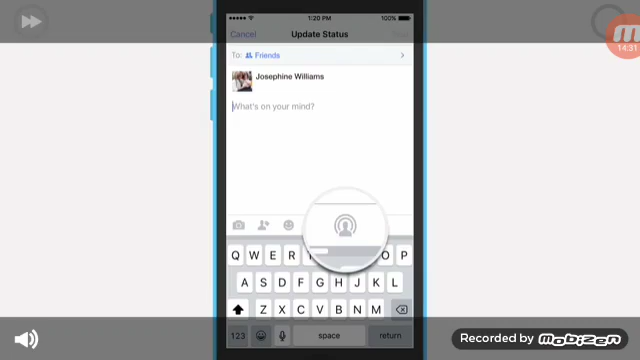 1:20 PM 100%
Cancel Update Status
14:31
To: Friends
Josephine Williams
What's on your mind?
Q W E R O P
A S D F G H J K L
Z X C V B N M
123 space return
Recorded by MOBIZEN